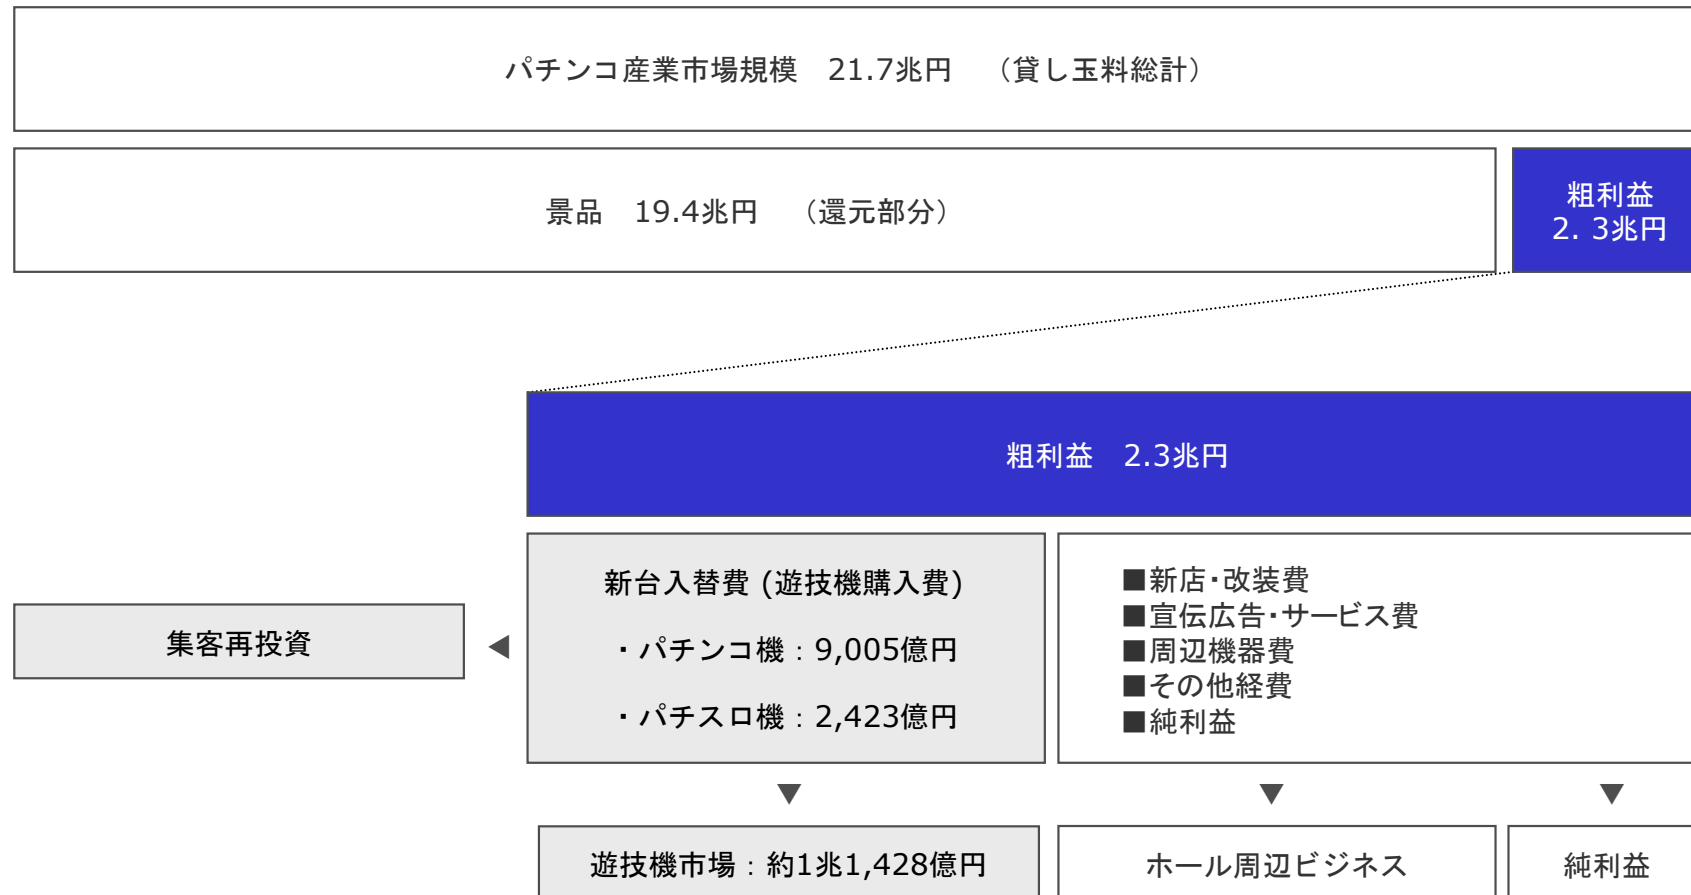 パチンコ産業市場規模　21.7兆円　（貸し玉料総計）
景品　19.4兆円　（還元部分）
粗利益
2. 3兆円
粗利益　2.3兆円
新台入替費 (遊技機購入費)
・パチンコ機：9,005億円
・パチスロ機：2,423億円
■新店・改装費
■宣伝広告・サービス費
■周辺機器費
■その他経費
■純利益
集客再投資
遊技機市場：約1兆1,428億円
ホール周辺ビジネス
純利益